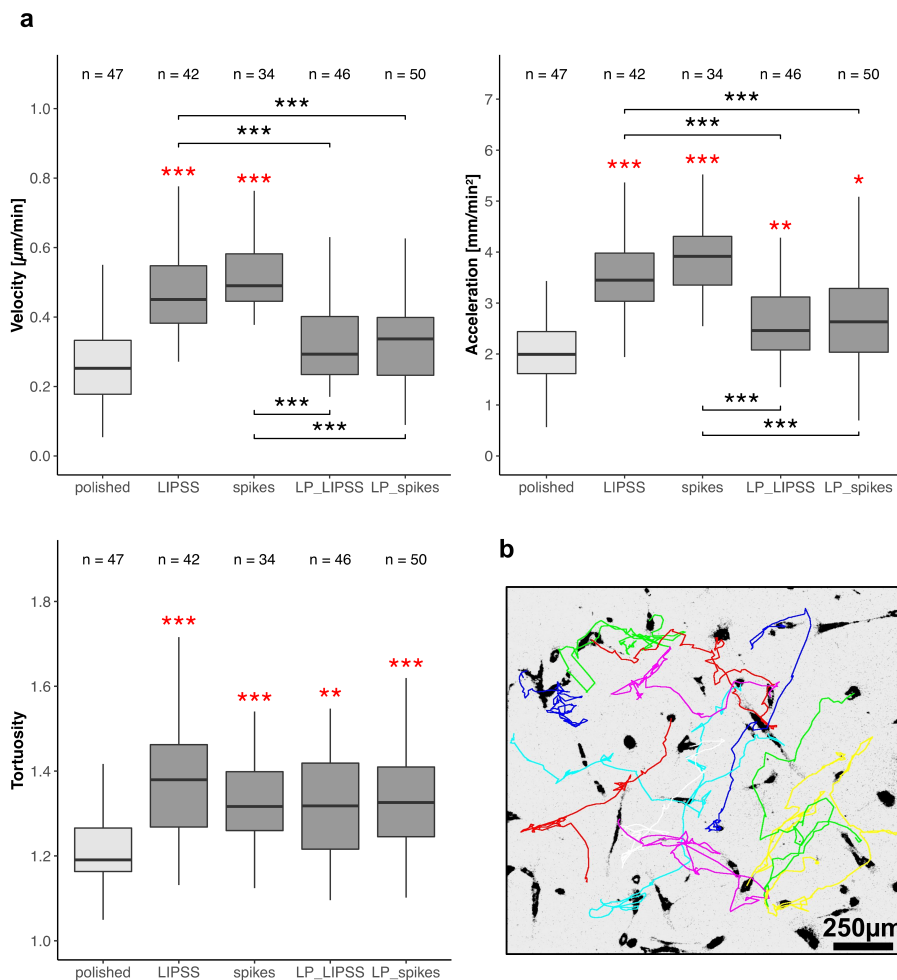 a
n = 47 n = 42 n = 34 n = 46 n = 50
Velocity [µm/min]
1.0
0.8
0.6
0.4
0.2
0.0
*** ***
*** ***
*** ***
polished LIPSS spikes LP_LIPSS LP_spikes
n = 47 n = 42 n = 34 n = 46 n = 50
Acceleration [mm/min²]
7
6
5
4
3
2
1
0
*** ***
*** *** ** *
*** ***
polished LIPSS spikes LP_LIPSS LP_spikes
n = 47 n = 42 n = 34 n = 46 n = 50
Tortuosity
1.8
1.6
1.4
1.2
1.0
*** *** ** ***
polished LIPSS spikes LP_LIPSS LP_spikes
b
250µm